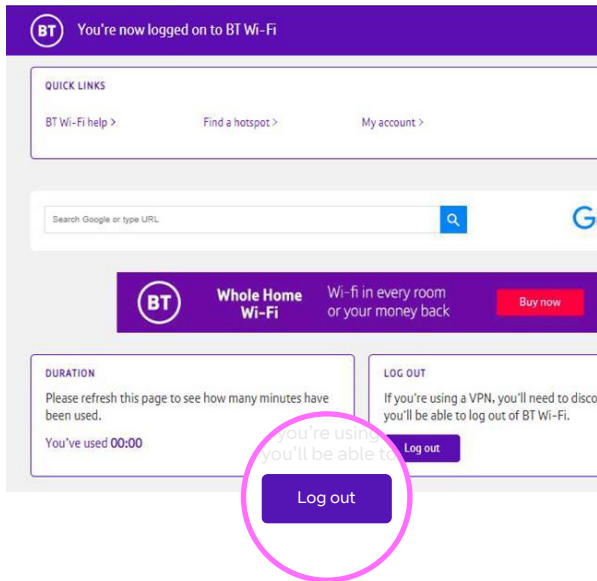 BT You're now logged on to BT Wi-Fi
QUICK LINKS
BT Wi-Fi help > Find a hotspot > My account >
Search Google or type URL
G
BT
Whole Home
Wi-Fi
Wi-fi in every room
or your money back
Buy now
DURATION
Please refresh this page to see how many minutes have
been used.
You've used 00:00
LOG OUT
If you're using a VPN, you'll need to disco
you'll be able to log out of BT Wi-Fi.
Log out
you're using
you'll be able to
Log out